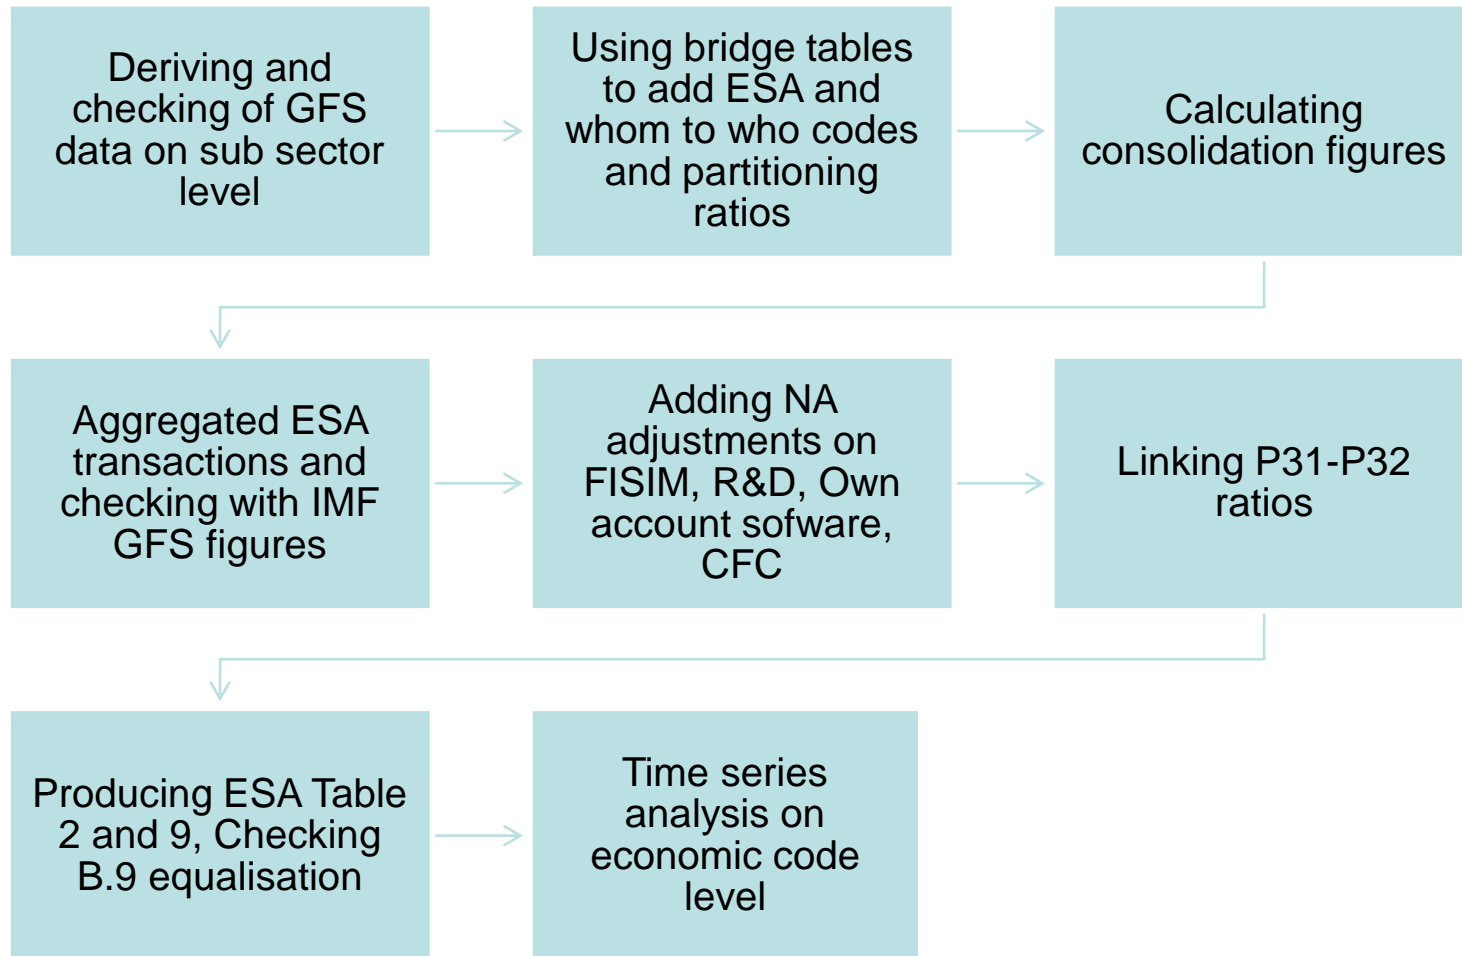 Deriving and
checking of GFS
data on sub sector
level
Using bridge tables
to add ESA and
whom to who codes
and partitioning
ratios
Calculating
consolidation figures
Aggregated ESA
transactions and
checking with IMF
GFS figures
Adding NA
adjustments on
FISIM, R&D, Own
account sofware,
CFC
Linking P31-P32
ratios
Producing ESA Table
2 and 9, Checking
B.9 equalisation
Time series
analysis on
economic code
level